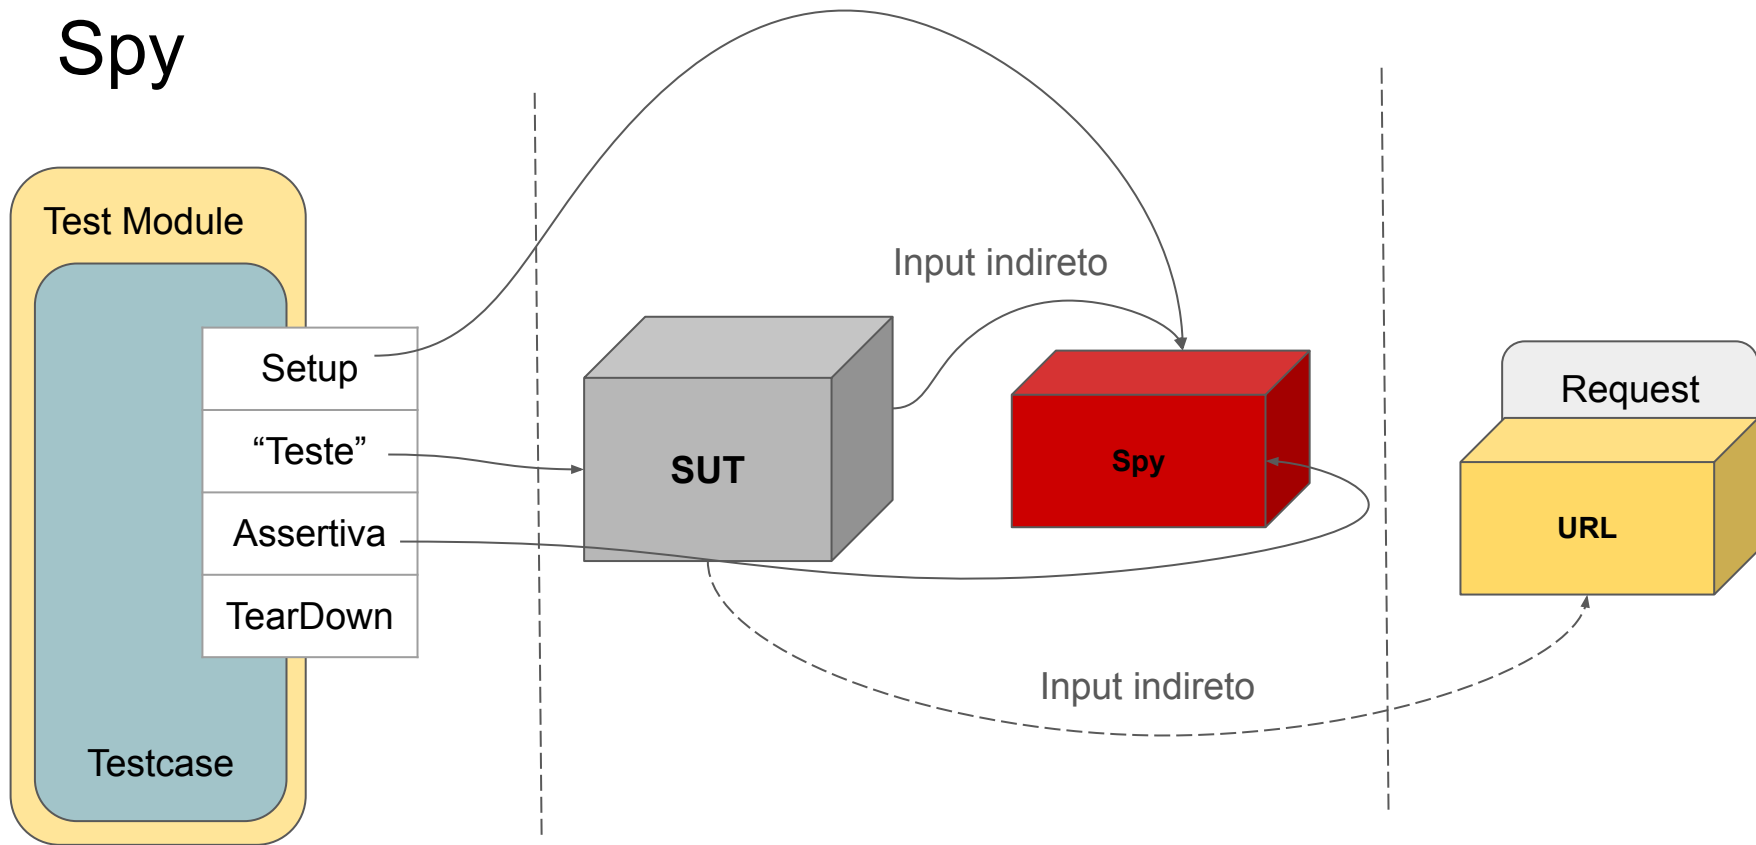 Spy
Test Module
Setup
“Teste”
Assertiva
TearDown
Testcase
Input indireto
SUT
Spy
Input indireto
Request
URL